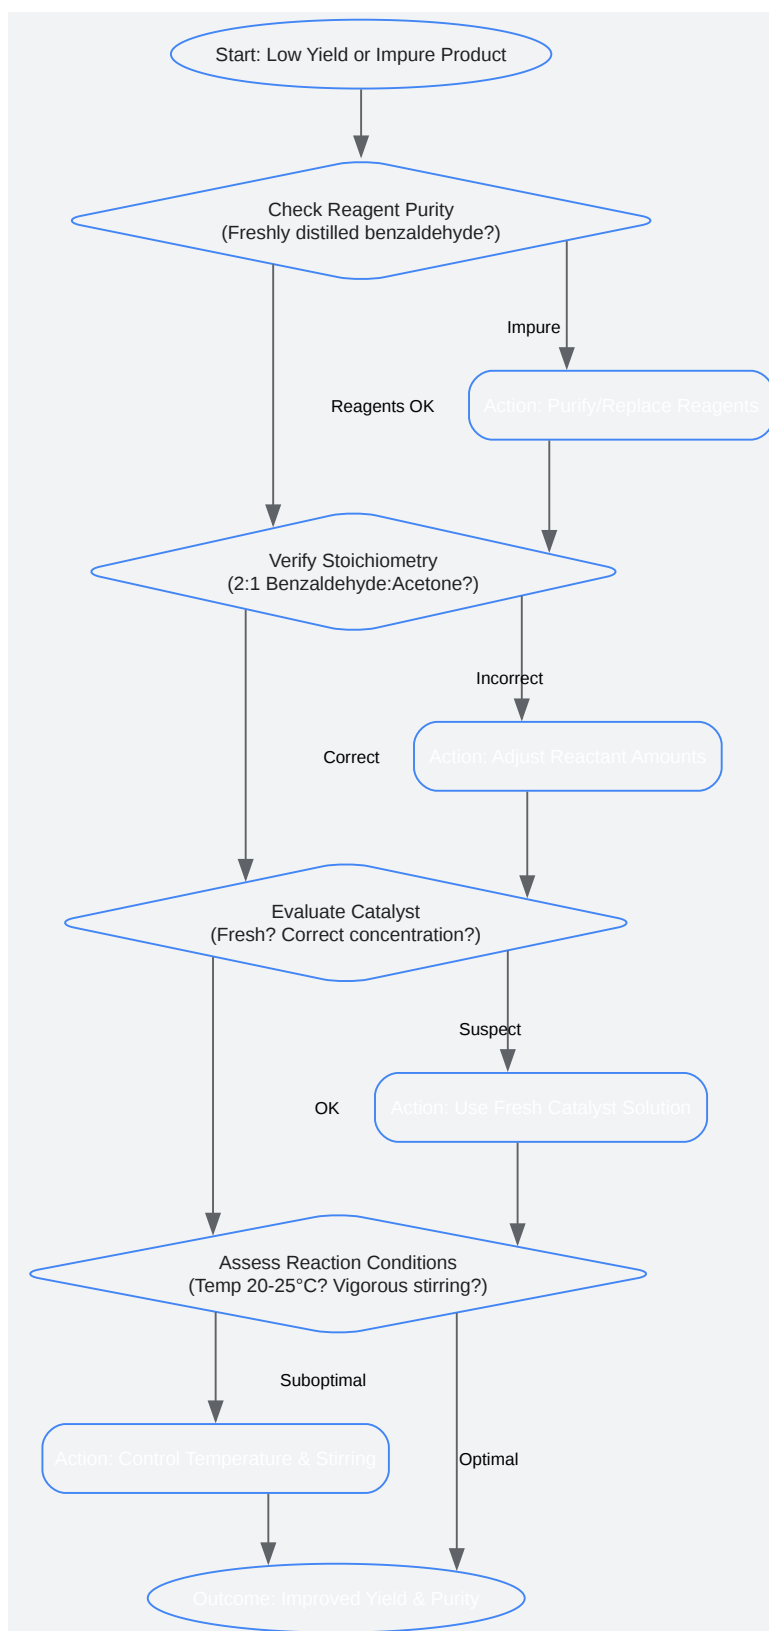 Start: Low Yield or Impure Product
Check Reagent Purity
(Freshly distilled benzaldehyde?)
Impure
Reagents OK
Action: Purify/Replace Reagents
Verify Stoichiometry
(2:1 Benzaldehyde:Acetone?)
Incorrect
Correct
Action: Adjust Reactant Amounts
Evaluate Catalyst
(Fresh? Correct concentration?)
Suspect
OK
Action: Use Fresh Catalyst Solution
Assess Reaction Conditions
(Temp 20-25°C? Vigorous stirring?)
Suboptimal
Action: Control Temperature & Stirring
Optimal
Outcome: Improved Yield & Purity